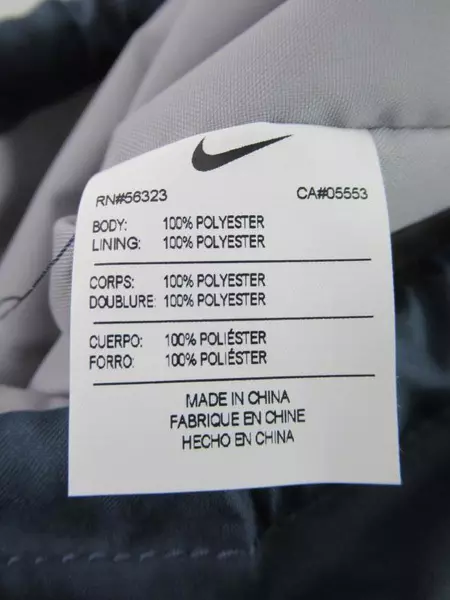 RN#56323 CA#05553
BODY: 100% POLYESTER
LINING: 100% POLYESTER
CORPS: 100% POLYESTER
DOUBLURE: 100% POLYESTER
CUERPO: 100% POLIÉSTER
FORRO: 100% POLIÉSTER
MADE IN CHINA
FABRIQUE EN CHINE
HECHO EN CHINA